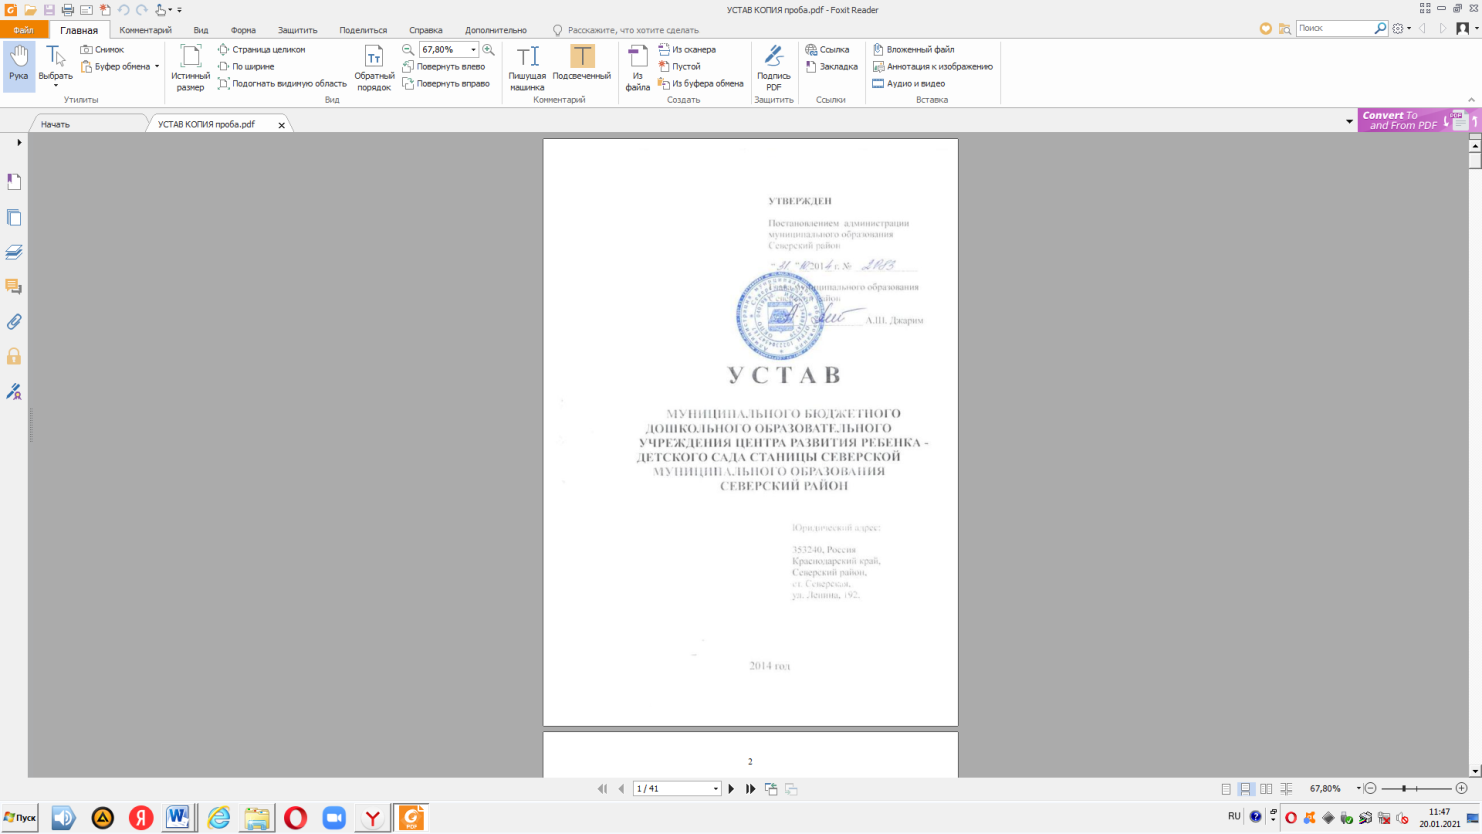 УСТАВ КОПИЯ проба.pdf - Foxit Reader
Файл Главная Комментарий Вид Форма Защитить Поделиться Справка Дополнительно Расскажите, что хотите сделать Поиск
Рука
Выбрать
Снимок
Буфер обмена
Утилиты
Истинный размер
Страница целиком
По ширине
Подогнать видимую область
Обратный порядок
67,80%
Повернуть влево
Повернуть вправо
Вид
Пишущая машинка
Подсвеченный
Комментарий
Из файла
Из сканера
Пустой
Из буфера обмена
Создать
Подпись PDF
Защитить
Ссылка
Закладка
Ссылки
Вложенный файл
Аннотация к изображению
Аудио и видео
Вставка
Начать
УСТАВ КОПИЯ проба.pdf
Convert To
and From PDF
УТВЕРЖДЕН
Постановлением администрации
муниципального образования
Северский район
2014 г. №
Глава муниципального образования
Северский район
А.Ш. Джарим
У С Т А В
МУНИЦИПАЛЬНОГО БЮДЖЕТНОГО
ДОШКОЛЬНОГО ОБРАЗОВАТЕЛЬНОГО
УЧРЕЖДЕНИЯ ЦЕНТРА РАЗВИТИЯ РЕБЕНКА -
ДЕТСКОГО САДА СТАНИЦЫ СЕВЕРСКОЙ
МУНИЦИПАЛЬНОГО ОБРАЗОВАНИЯ
СЕВЕРСКИЙ РАЙОН
Юридический адрес:
353240, Россия
Краснодарский край,
Северский район,
ст. Северская,
ул. Ленина, 192.
2014 год
2
1 / 41
67,80%
Пуск
RU
11:47
20.01.2021